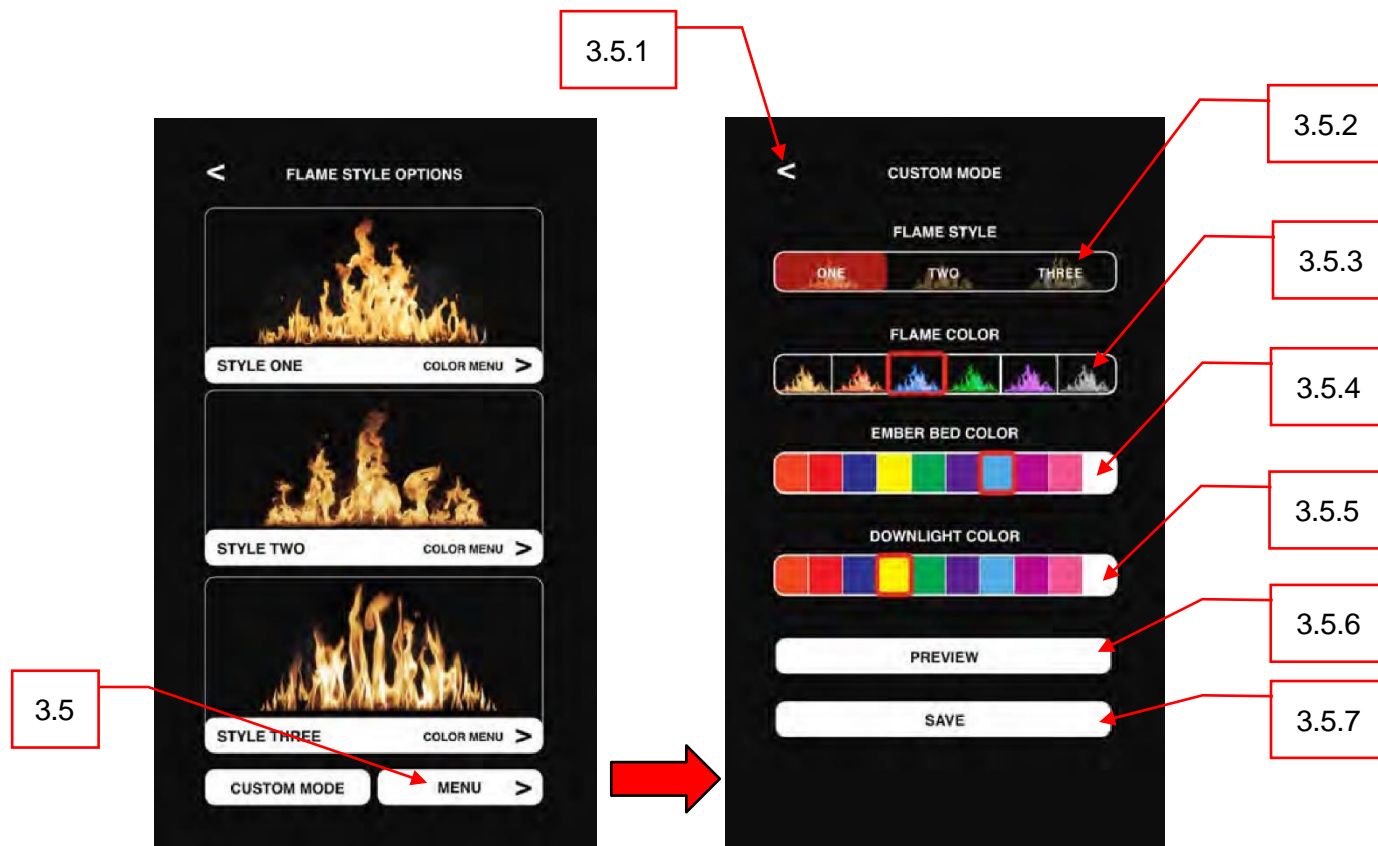 3.5.1
3.5.2
3.5.3
3.5.4
3.5.5
3.5.6
3.5.7
3.5
< FLAME STYLE OPTIONS
STYLE ONE COLOR MENU >
STYLE TWO COLOR MENU >
STYLE THREE COLOR MENU >
CUSTOM MODE MENU >
< CUSTOM MODE
FLAME STYLE
ONE TWO THREE
FLAME COLOR
EMBER BED COLOR
DOWNLIGHT COLOR
PREVIEW
SAVE